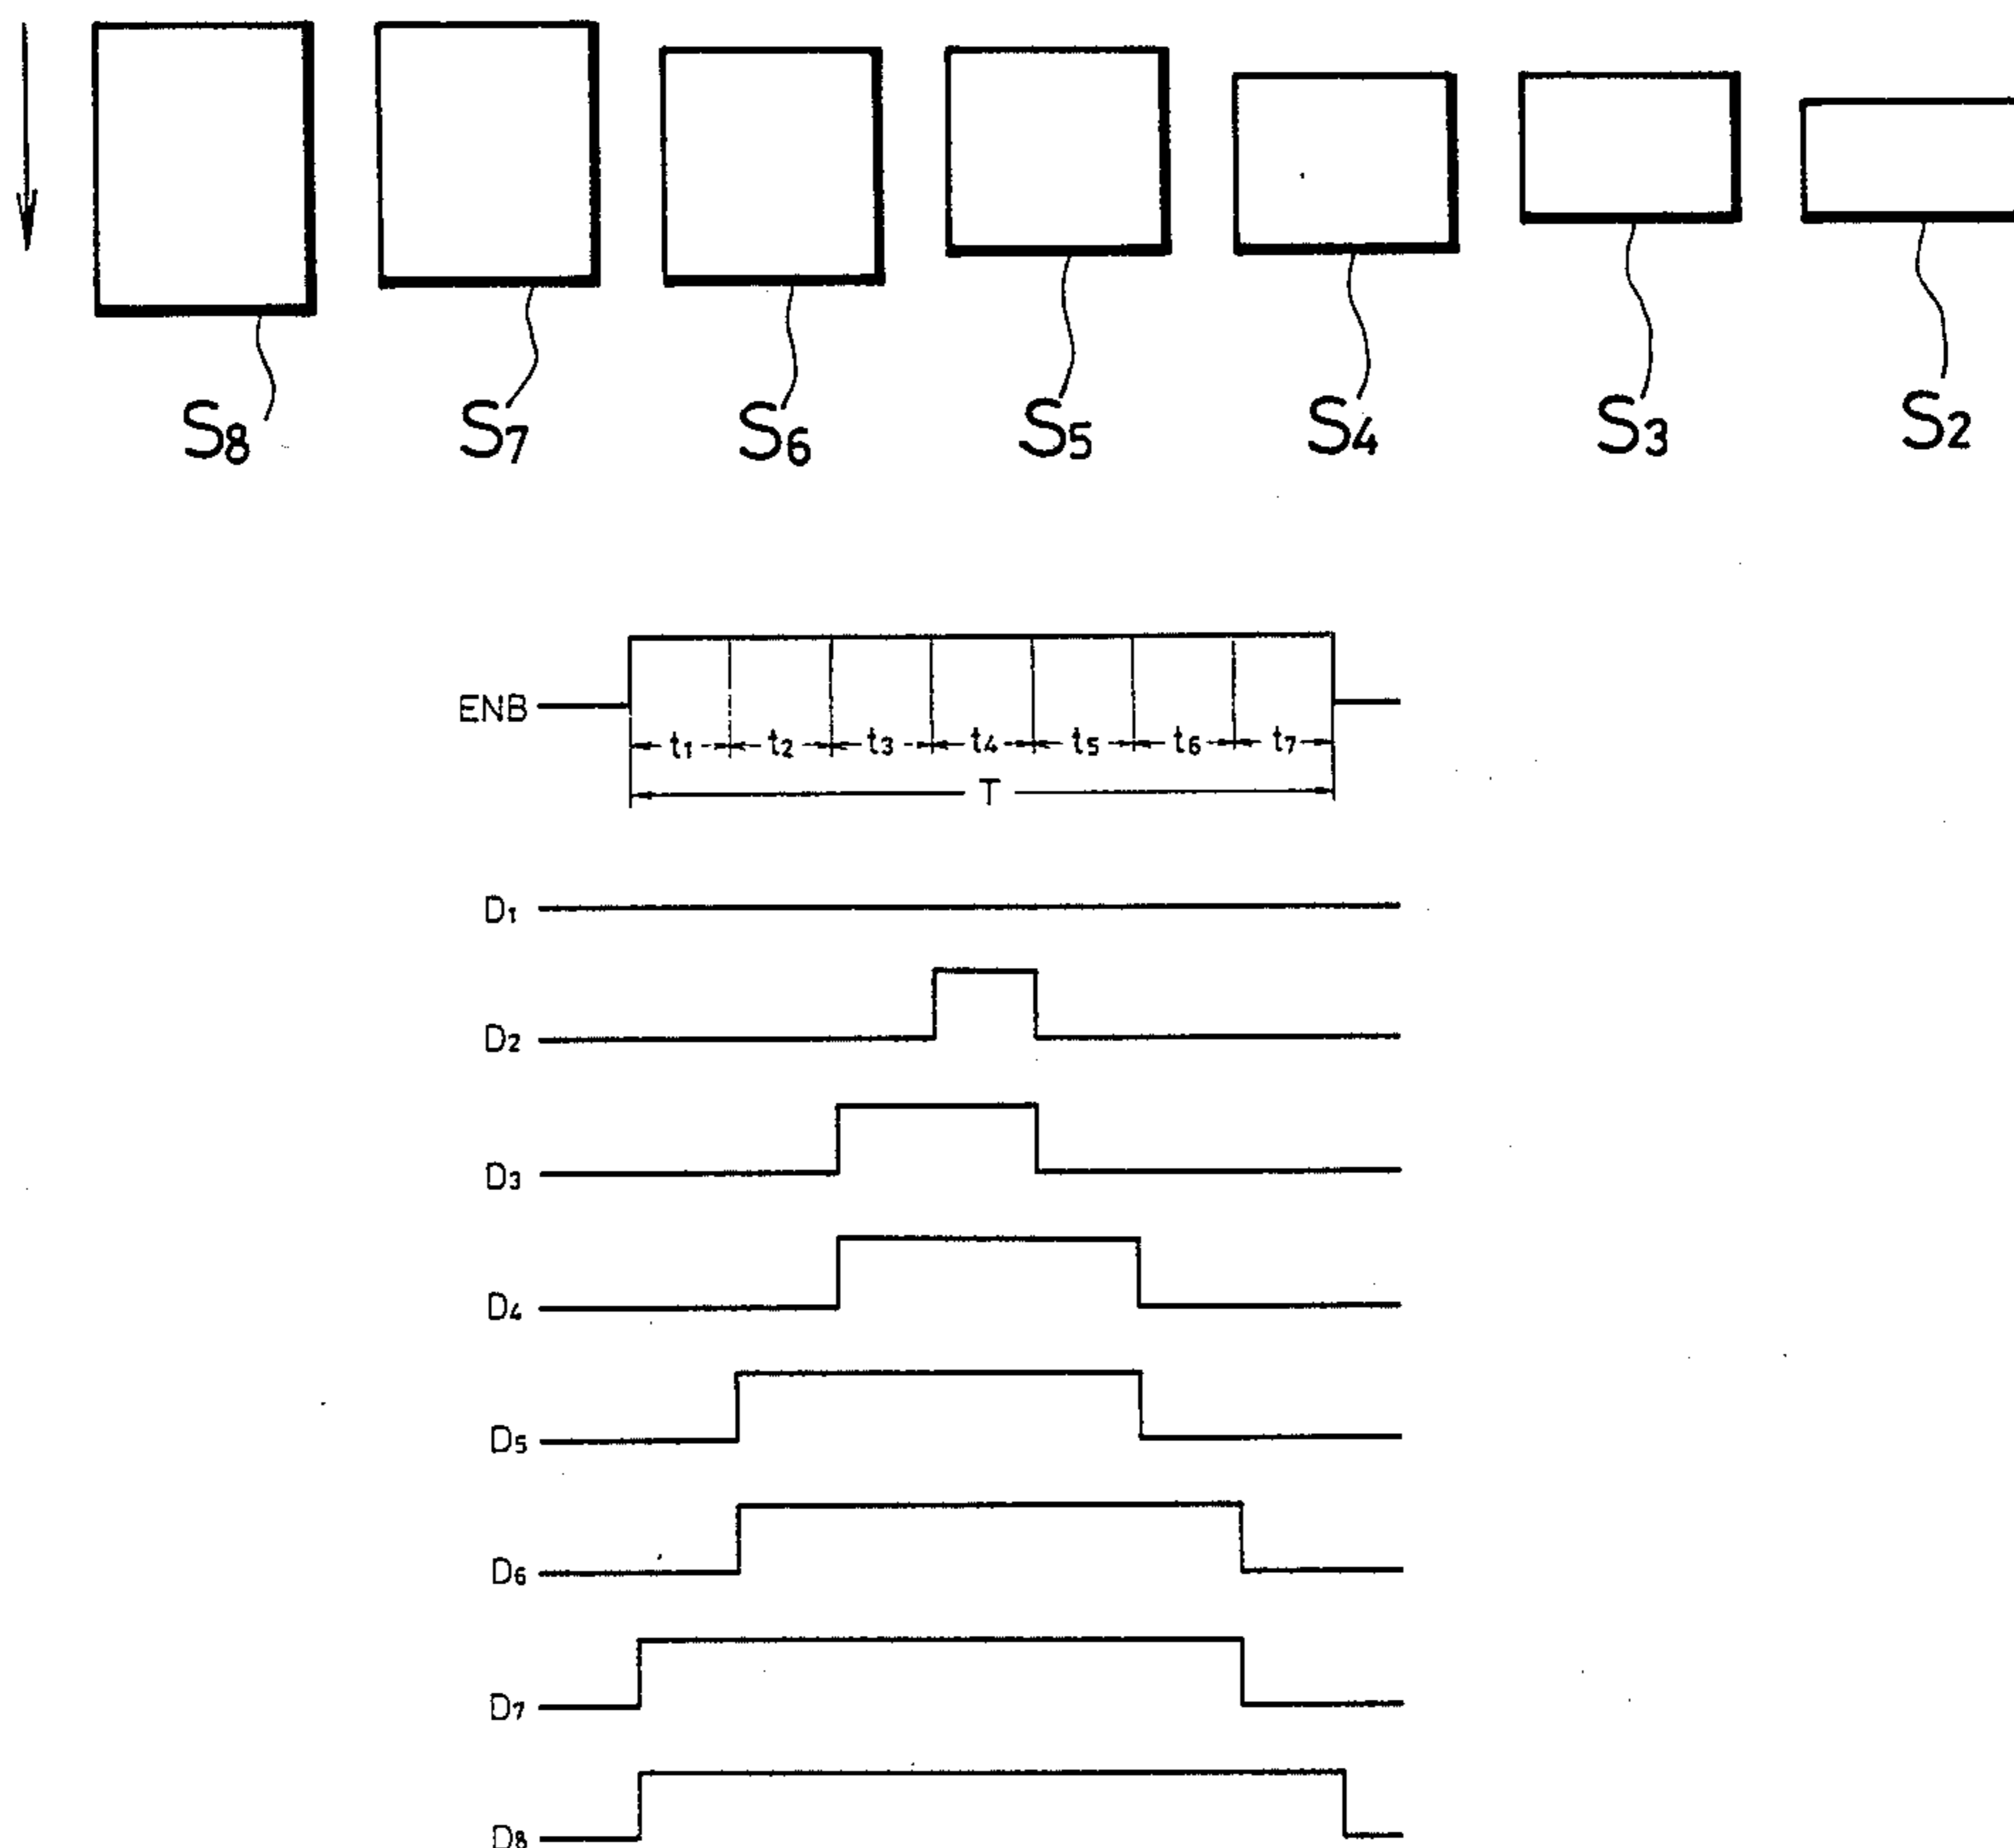 S8 S7 S6 S5 S4 S3 S2
ENB
t1 t2 t3 t4 t5 t6 t7
T
D1
D2
D3
D4
D5
D6
D7
D8